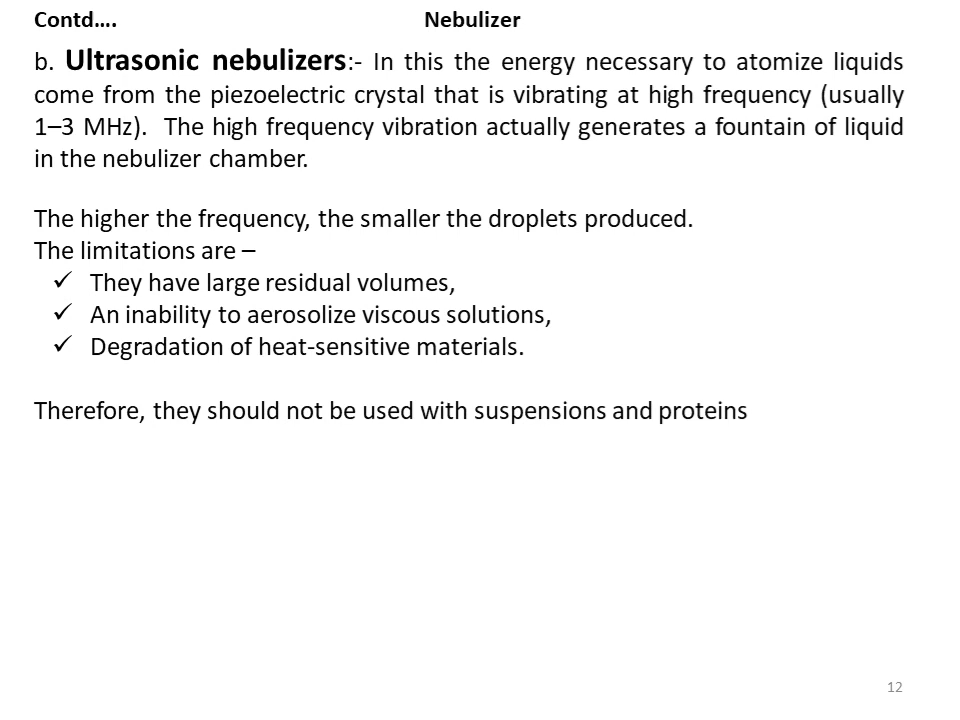 Contd…. Nebulizer
b. Ultrasonic nebulizers:- In this the energy necessary to atomize liquids
come from the piezoelectric crystal that is vibrating at high frequency (usually
1–3 MHz). The high frequency vibration actually generates a fountain of liquid
in the nebulizer chamber.
The higher the frequency, the smaller the droplets produced.
The limitations are –
✓ They have large residual volumes,
✓ An inability to aerosolize viscous solutions,
✓ Degradation of heat-sensitive materials.
Therefore, they should not be used with suspensions and proteins
12